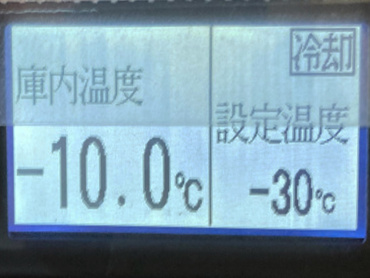 冷却
庫内温度
設定温度
-10.0℃
-30℃